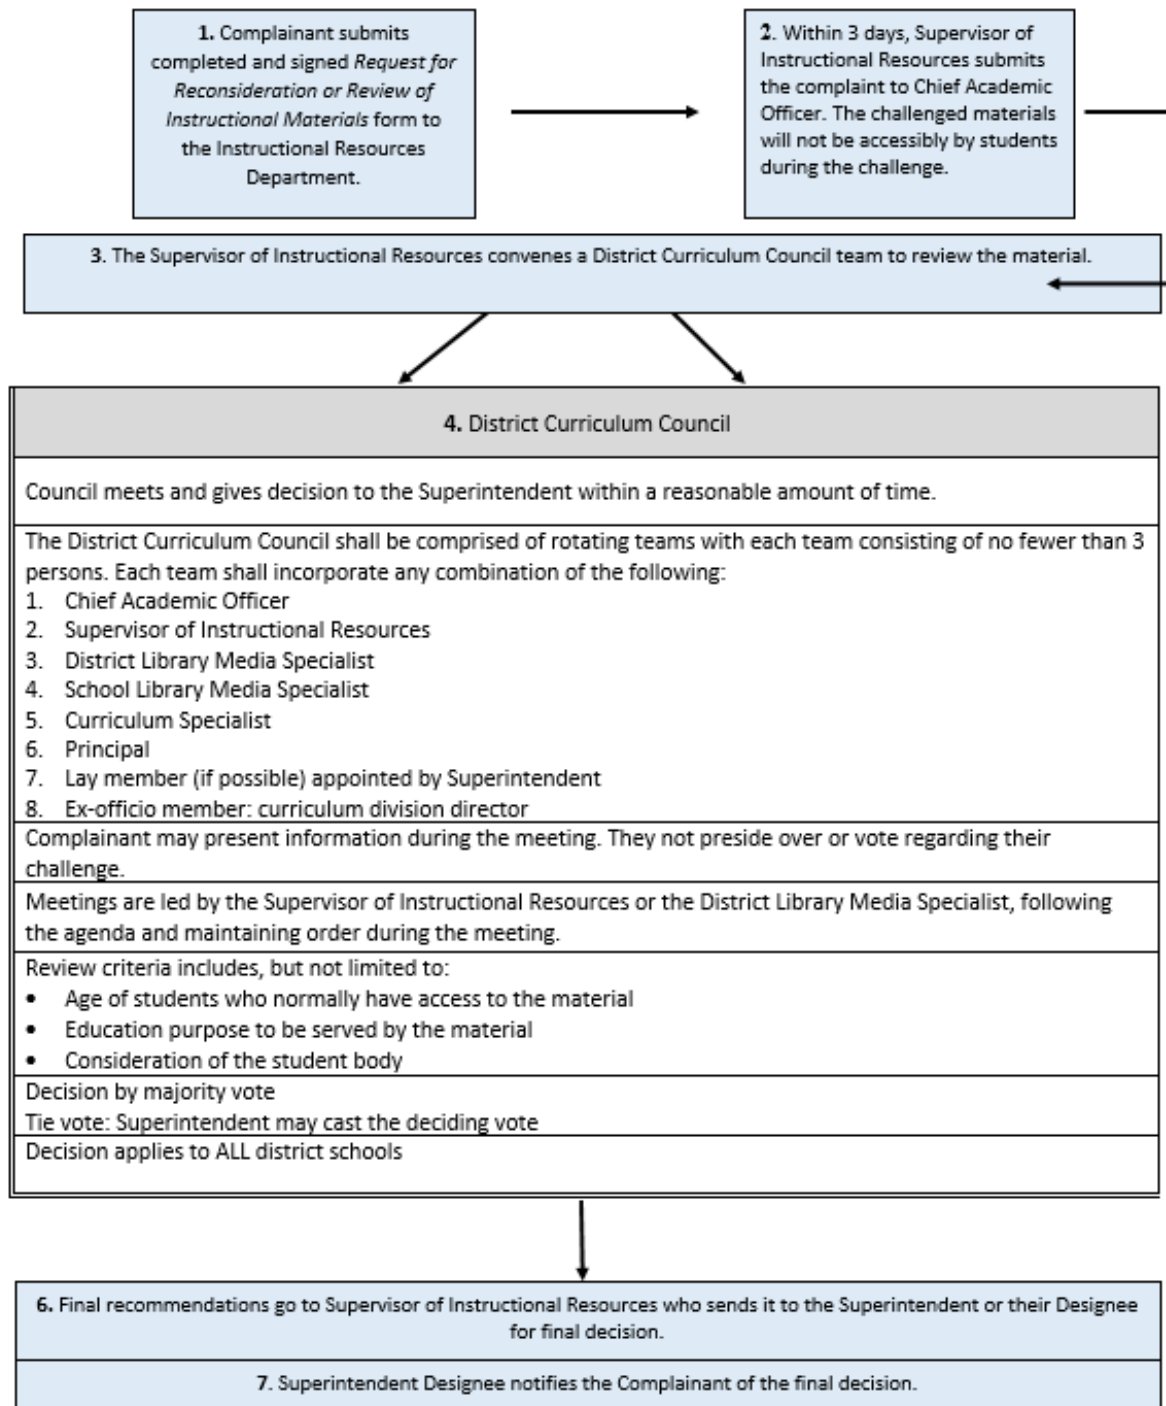 1. Complainant submits
completed and signed Request for
Reconsideration or Review of
Instructional Materials form to
the Instructional Resources
Department.
2. Within 3 days, Supervisor of
Instructional Resources submits
the complaint to Chief Academic
Officer. The challenged materials
will not be accessibly by students
during the challenge.
3. The Supervisor of Instructional Resources convenes a District Curriculum Council team to review the material.
4. District Curriculum Council
Council meets and gives decision to the Superintendent within a reasonable amount of time.
The District Curriculum Council shall be comprised of rotating teams with each team consisting of no fewer than 3
persons. Each team shall incorporate any combination of the following:
1. Chief Academic Officer
2. Supervisor of Instructional Resources
3. District Library Media Specialist
4. School Library Media Specialist
5. Curriculum Specialist
6. Principal
7. Lay member (if possible) appointed by Superintendent
8. Ex-officio member: curriculum division director
Complainant may present information during the meeting. They not preside over or vote regarding their
challenge.
Meetings are led by the Supervisor of Instructional Resources or the District Library Media Specialist, following
the agenda and maintaining order during the meeting.
Review criteria includes, but not limited to:
• Age of students who normally have access to the material
• Education purpose to be served by the material
• Consideration of the student body
Decision by majority vote
Tie vote: Superintendent may cast the deciding vote
Decision applies to ALL district schools
6. Final recommendations go to Supervisor of Instructional Resources who sends it to the Superintendent or their Designee
for final decision.
7. Superintendent Designee notifies the Complainant of the final decision.